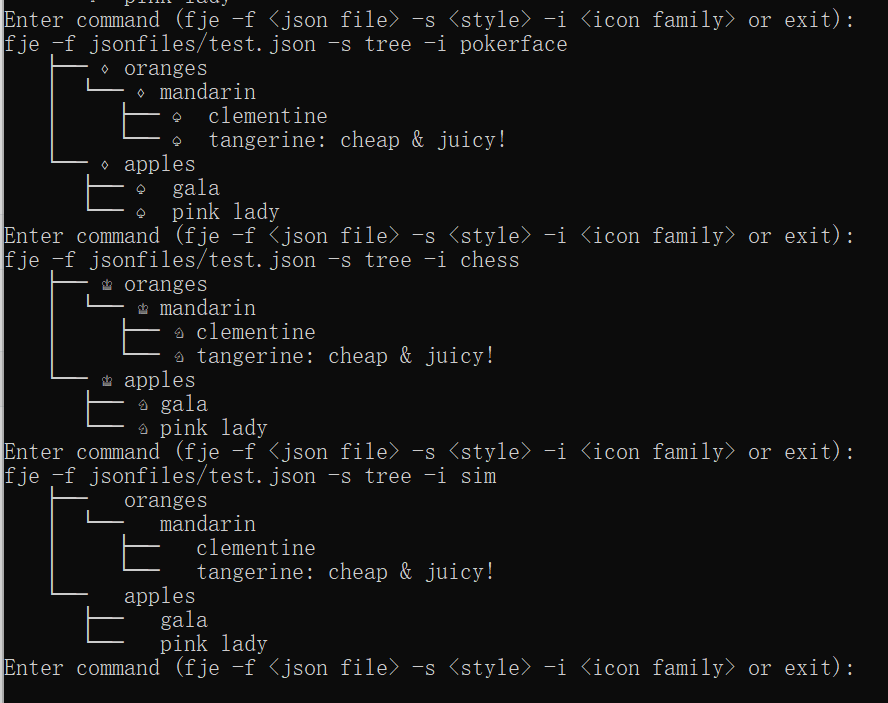 pink lady
Enter command (fje -f <json file> -s <style> -i <icon family> or exit):
fje -f jsonfiles/test.json -s tree -i pokerface
├── ♢ oranges
│  └── ♢ mandarin
│     ├── ♤  clementine
│     └── ♤  tangerine: cheap & juicy!
└── ♢ apples
   ├── ♤  gala
   └── ♤  pink lady
Enter command (fje -f <json file> -s <style> -i <icon family> or exit):
fje -f jsonfiles/test.json -s tree -i chess
├── ♔ oranges
│  └── ♔ mandarin
│     ├── ♘ clementine
│     └── ♘ tangerine: cheap & juicy!
└── ♔ apples
   ├── ♘ gala
   └── ♘ pink lady
Enter command (fje -f <json file> -s <style> -i <icon family> or exit):
fje -f jsonfiles/test.json -s tree -i sim
├──   oranges
│  └──   mandarin
│     ├──   clementine
│     └──   tangerine: cheap & juicy!
└──   apples
   ├──   gala
   └──   pink lady
Enter command (fje -f <json file> -s <style> -i <icon family> or exit):